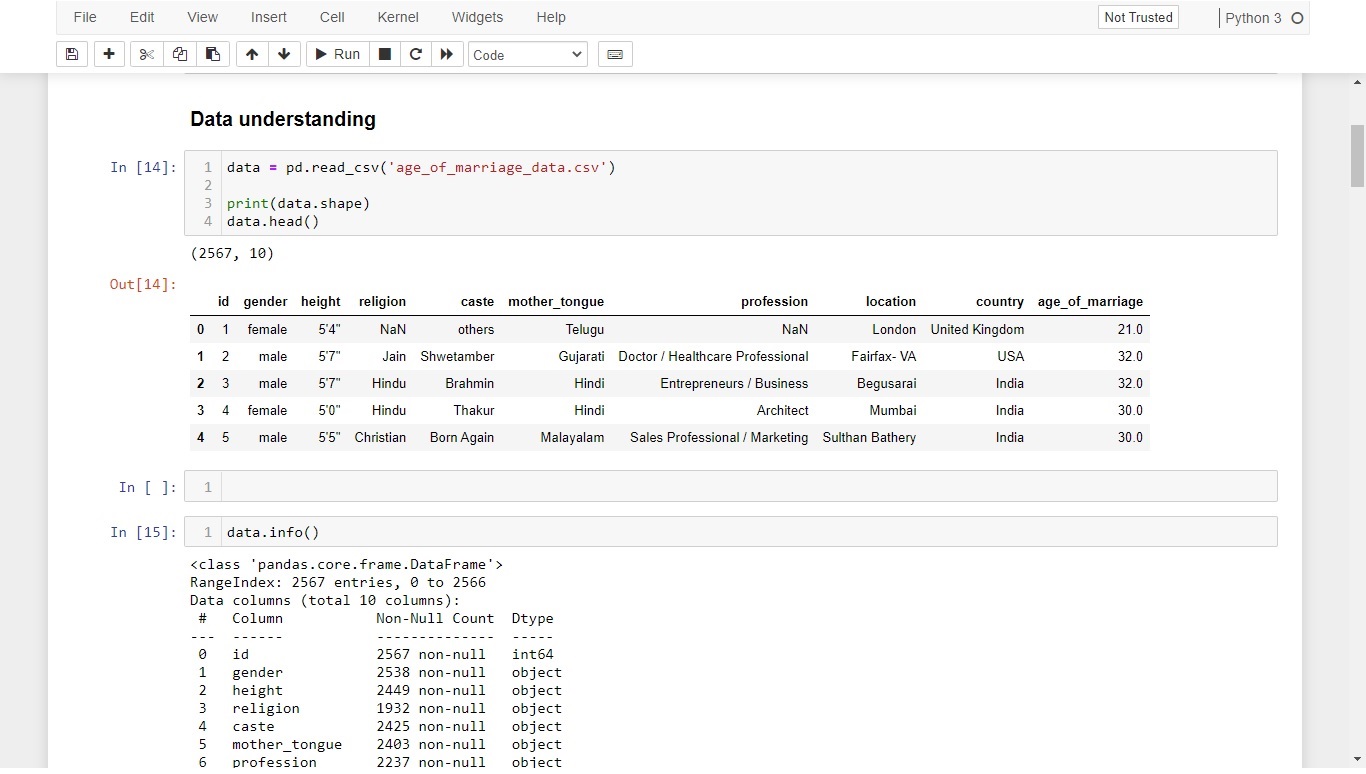 File Edit View Insert Cell Kernel Widgets Help Not Trusted Python 3
Run Code
Data understanding
In [14]: 1 data = pd.read_csv('age_of_marriage_data.csv')
2
3 print(data.shape)
4 data.head()
(2567, 10)
Out[14]:
id gender height religion caste mother_tongue profession location country age_of_marriage
0 1 female 5'4" NaN others Telugu NaN London United Kingdom 21.0
1 2 male 5'7" Jain Shwetamber Gujarati Doctor / Healthcare Professional Fairfax- VA USA 32.0
2 3 male 5'7" Hindu Brahmin Hindi Entrepreneurs / Business Begusarai India 32.0
3 4 female 5'0" Hindu Thakur Hindi Architect Mumbai India 30.0
4 5 male 5'5" Christian Born Again Malayalam Sales Professional / Marketing Sulthan Bathery India 30.0
In [ ]: 1
In [15]: 1 data.info()
<class 'pandas.core.frame.DataFrame'>
RangeIndex: 2567 entries, 0 to 2566
Data columns (total 10 columns):
# Column Non-Null Count Dtype
--- ------ -------------- -----
0 id 2567 non-null int64
1 gender 2538 non-null object
2 height 2449 non-null object
3 religion 1932 non-null object
4 caste 2425 non-null object
5 mother_tongue 2403 non-null object
6 profession 2237 non-null object